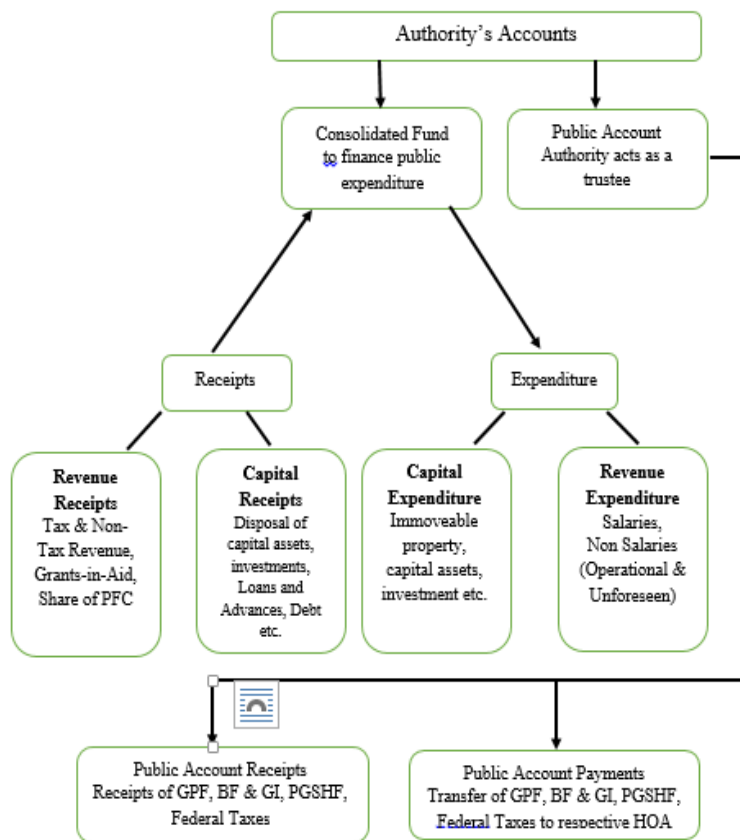 Authority's Accounts
Consolidated Fund
to finance public
expenditure
Public Account
Authority acts as a
trustee
Receipts
Expenditure
Revenue
Receipts
Tax & Non-
Tax Revenue,
Grants-in-Aid,
Share of PFC
Capital
Receipts
Disposal of
capital assets,
investments,
Loans and
Advances, Debt
etc.
Capital
Expenditure
Immoveable
property,
capital assets,
investment etc.
Revenue
Expenditure
Salaries,
Non Salaries
(Operational &
Unforeseen)
Public Account Receipts
Receipts of GPF, BF & GI, PGSHF,
Federal Taxes
Public Account Payments
Transfer of GPF, BF & GI, PGSHF,
Federal Taxes to respective HOA